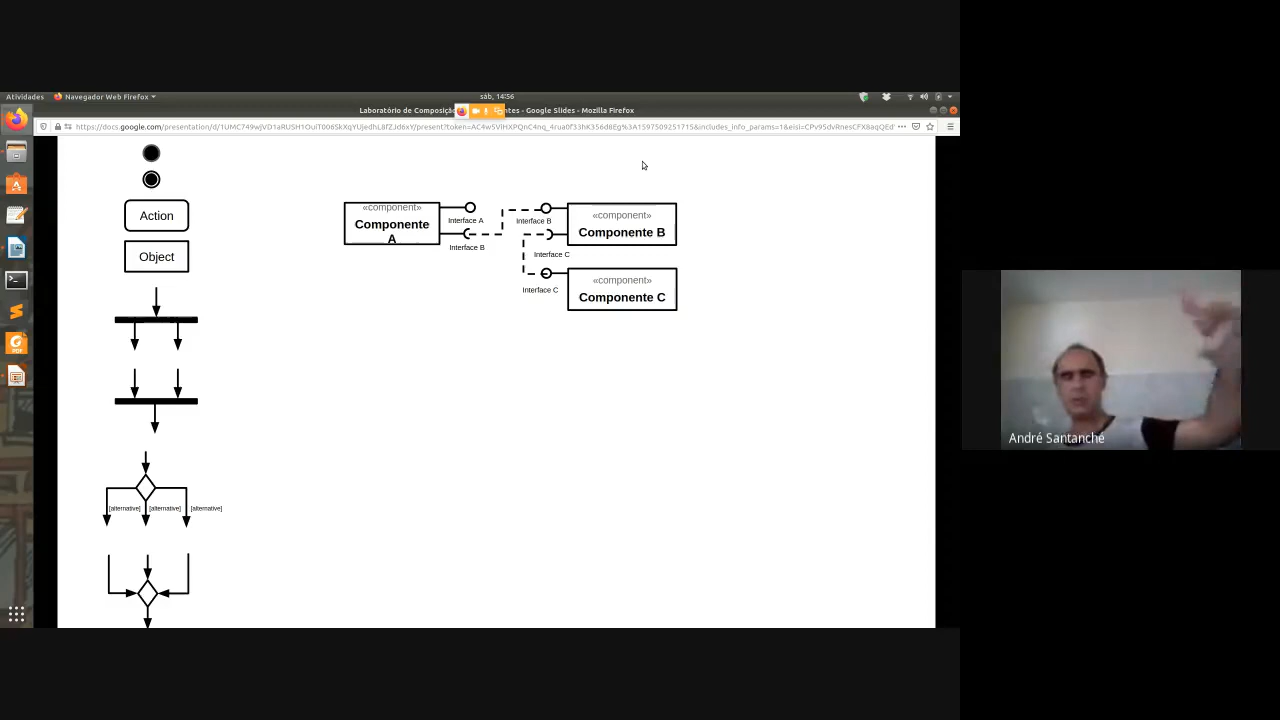 Atividades
Navegador Web Firefox
sáb, 14:56
Laboratório de Composiç
ntes - Google Slides - Mozilla Firefox
Action
Object
[alternative] [alternative] [alternative]
«component»
Componente
A
Interface A
Interface B
Interface B
«component»
Componente B
Interface C
Interface C
«component»
Componente C
PDF
André Santanché